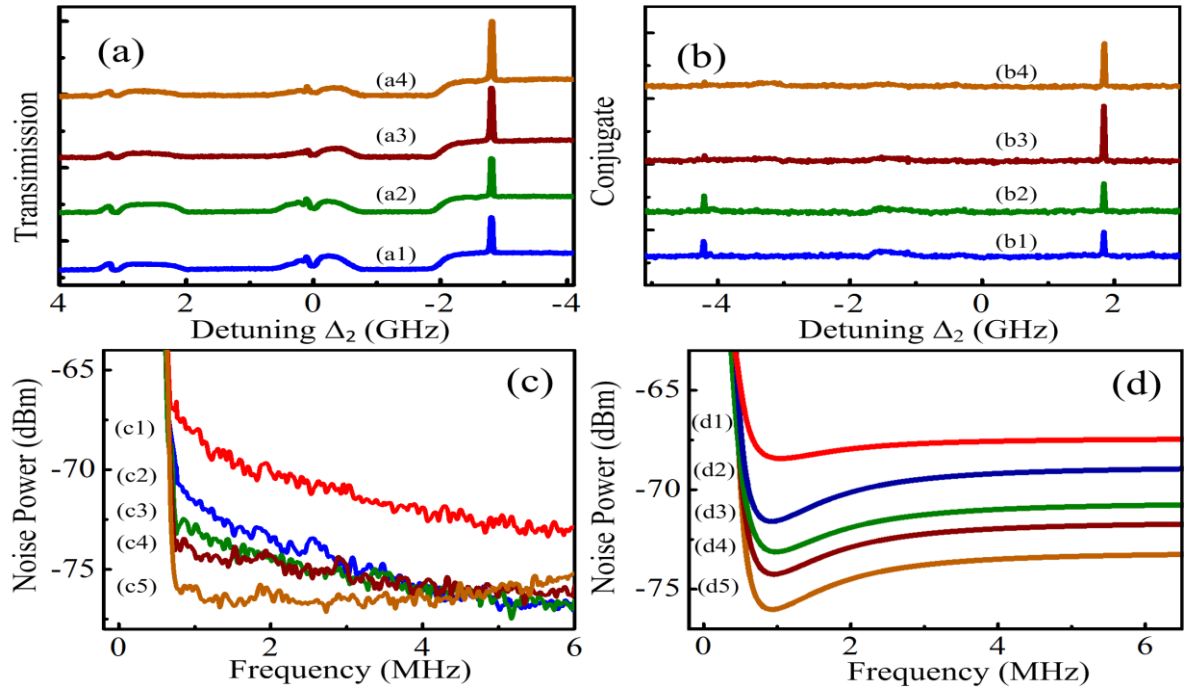 (a)
(a4)
(a3)
(a2)
(a1)
Transimission
4 2 0 -2 -4
Detuning Δ₂ (GHz)
(b)
(b4)
(b3)
(b2)
(b1)
Conjugate
-4 -2 0 2
Detuning Δ₂ (GHz)
(c)
-65
-70
-75
(c1)
(c2)
(c3)
(c4)
(c5)
Noise Power (dBm)
0 2 4 6
Frequency (MHz)
(d)
-65
-70
-75
(d1)
(d2)
(d3)
(d4)
(d5)
Noise Power (dBm)
0 2 4 6
Frequency (MHz)